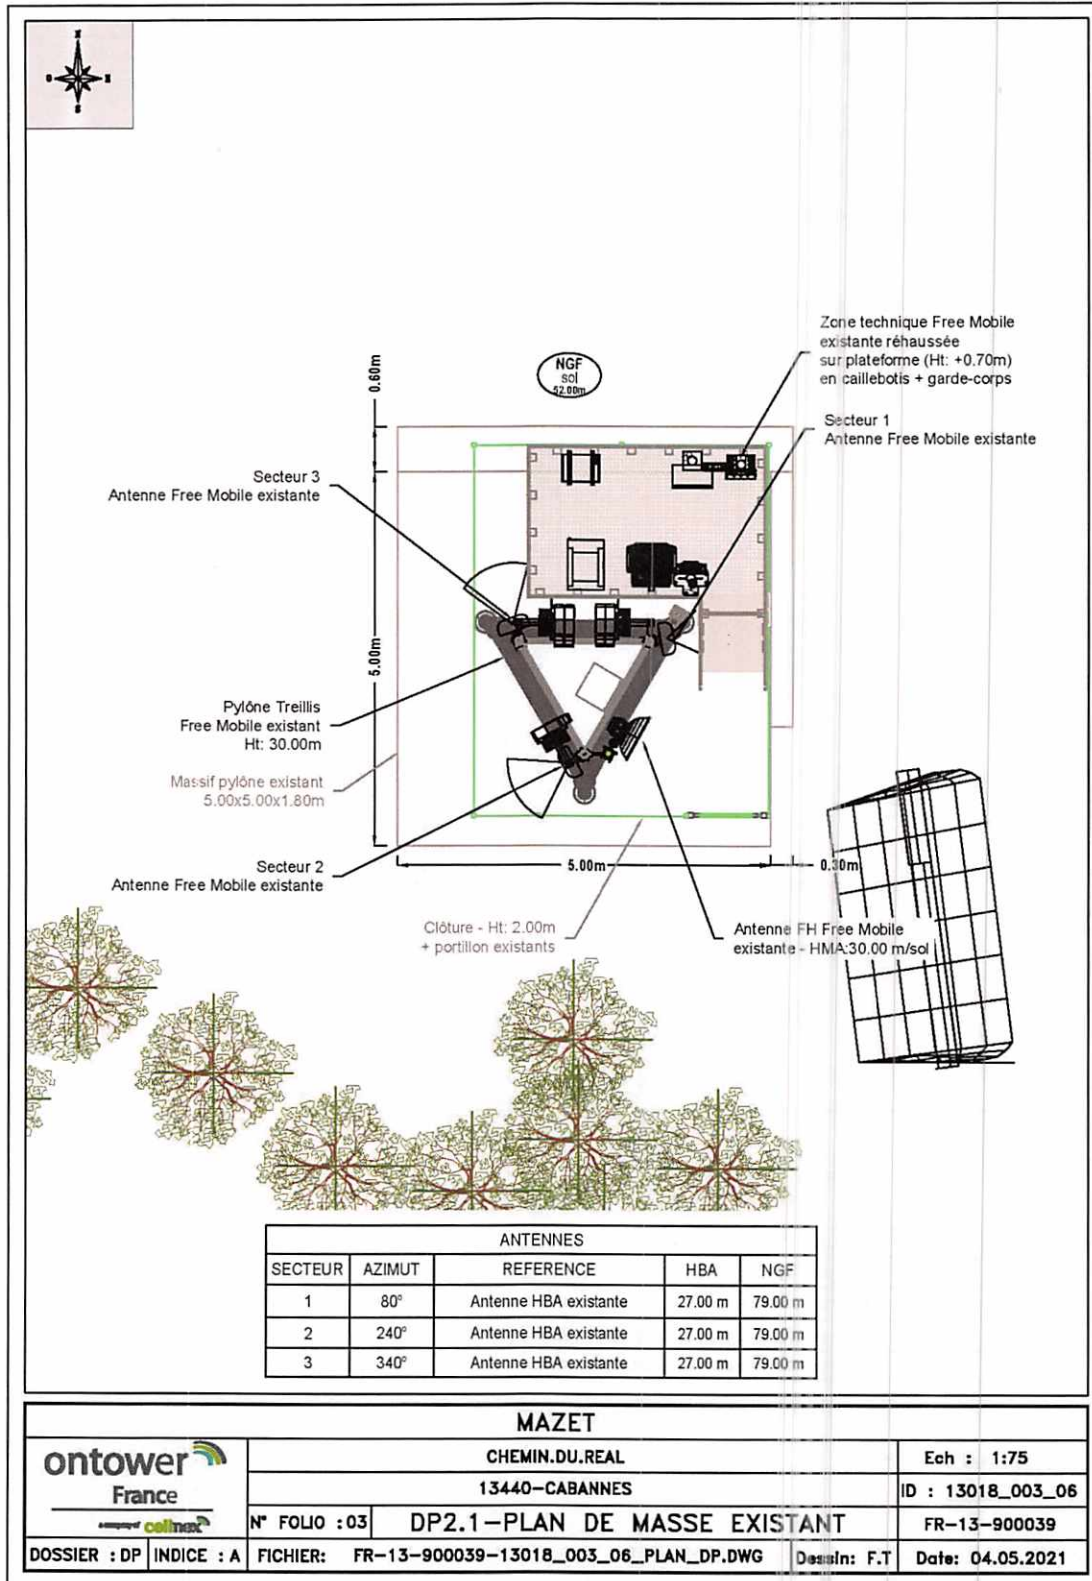 N
O
E
S
Zone technique Free Mobile
existante réhaussée
sur plateforme (Ht: +0.70m)
en caillebotis + garde-corps
NGF
sol
52.00m
0.60m
Secteur 1
Antenne Free Mobile existante
Secteur 3
Antenne Free Mobile existante
5.00m
Pylône Treillis
Free Mobile existant
Ht: 30.00m
Massif pylône existant
5.00x5.00x1.80m
5.00m
0.30m
Secteur 2
Antenne Free Mobile existante
Clôture - Ht: 2.00m
+ portillon existants
Antenne FH Free Mobile
existante - HMA:30.00 m/sol
ANTENNES
SECTEUR AZIMUT REFERENCE HBA NGF
1 80° Antenne HBA existante 27.00 m 79.00 m
2 240° Antenne HBA existante 27.00 m 79.00 m
3 340° Antenne HBA existante 27.00 m 79.00 m
MAZET
ontower
France
a company of cellnex
CHEMIN.DU.REAL
Ech : 1:75
13440-CABANNES
ID : 13018_003_06
N° FOLIO :03
DP2.1-PLAN DE MASSE EXISTANT
FR-13-900039
DOSSIER : DP
INDICE : A
FICHIER: FR-13-900039-13018_003_06_PLAN_DP.DWG
Dessin: F.T
Date: 04.05.2021